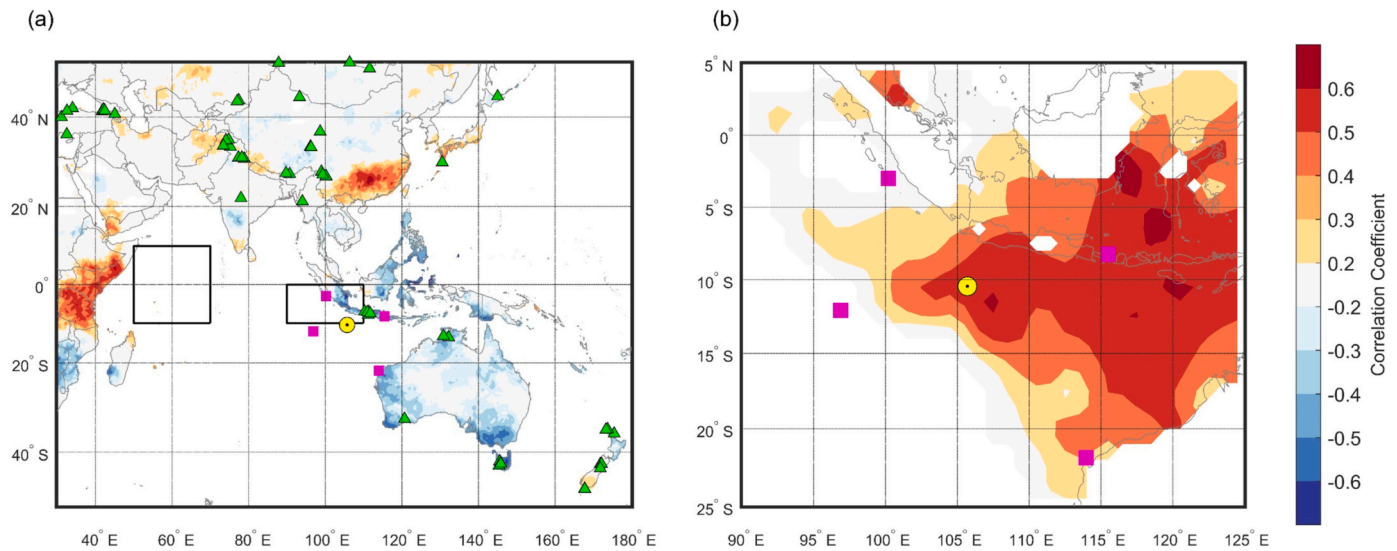 (a)
(b)
40° N
20° N
0°
20° S
40° S
40° E
60° E
80° E
100° E
120° E
140° E
160° E
180° E
5° N
0°
5° S
10° S
15° S
20° S
25° S
90° E
95° E
100° E
105° E
110° E
115° E
120° E
125° E
0.6
0.5
0.4
0.3
0.2
-0.2
-0.3
-0.4
-0.5
-0.6
Correlation Coefficient